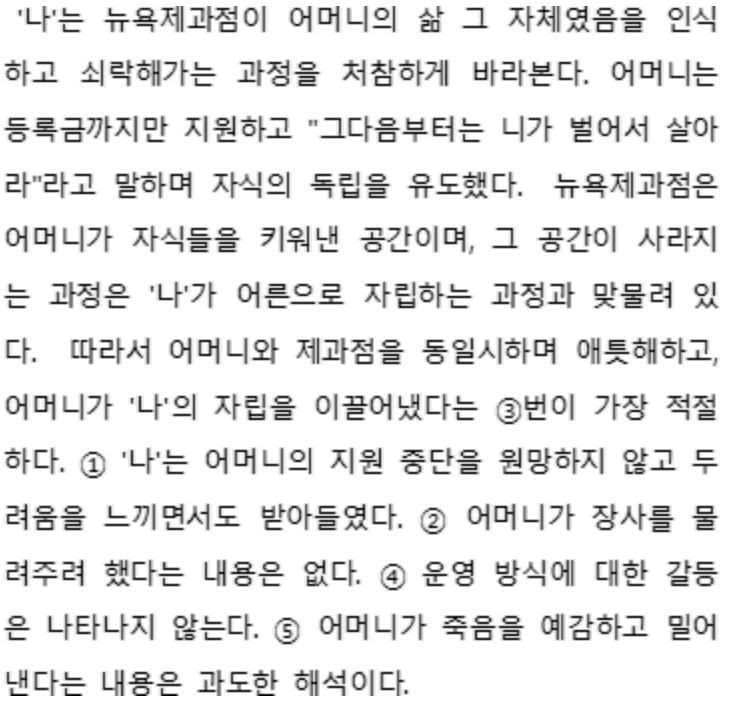 '나'는 뉴욕제과점이 어머니의 삶 그 자체였음을 인식
하고 쇠락해가는 과정을 처참하게 바라본다. 어머니는
등록금까지만 지원하고 "그다음부터는 니가 벌어서 살아
라"라고 말하며 자식의 독립을 유도했다. 뉴욕제과점은
어머니가 자식들을 키워낸 공간이며, 그 공간이 사라지
는 과정은 '나'가 어른으로 자립하는 과정과 맞물려 있
다. 따라서 어머니와 제과점을 동일시하며 애틋해하고,
어머니가 '나'의 자립을 이끌어냈다는 ③번이 가장 적절
하다. ① '나'는 어머니의 지원 중단을 원망하지 않고 두
려움을 느끼면서도 받아들였다. ② 어머니가 장사를 물
려주려 했다는 내용은 없다. ④ 운영 방식에 대한 갈등
은 나타나지 않는다. ⑤ 어머니가 죽음을 예감하고 밀어
낸다는 내용은 과도한 해석이다.